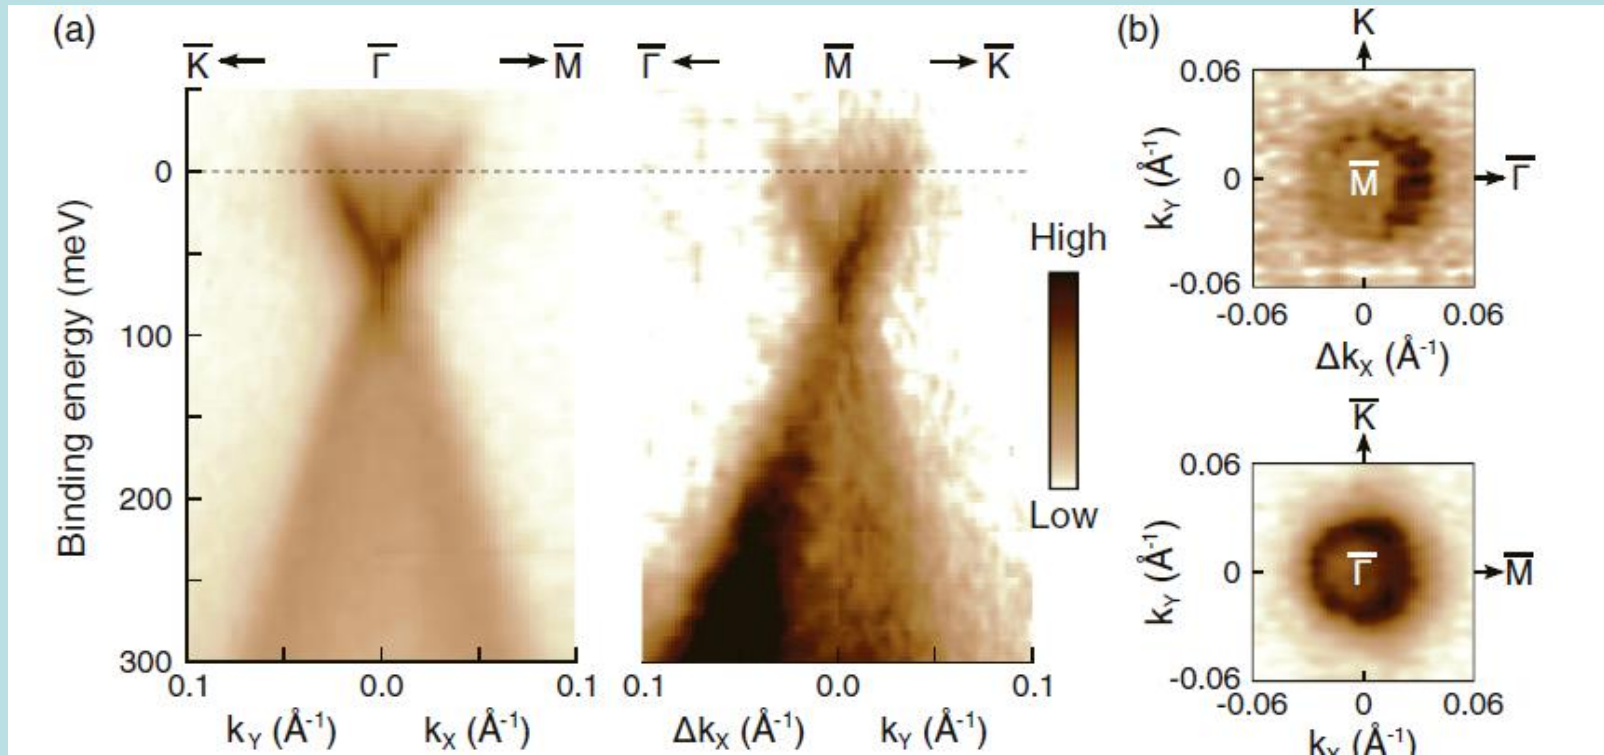 (a)
K̅ Γ̅ M̅ Γ̅ M̅ K̅
Binding energy (meV)
0
100
200
300
0.1 0.0 0.1
0.1 0.0 0.1
k_Y (Å⁻¹) k_X (Å⁻¹)
Δk_X (Å⁻¹) k_Y (Å⁻¹)
High
Low
(b)
K̅
0.06
0
-0.06
k_Y (Å⁻¹)
M̅
Γ̅
-0.06 0 0.06
Δk_X (Å⁻¹)
K̅
0.06
0
-0.06
k_Y (Å⁻¹)
Γ̅
M̅
-0.06 0 0.06
k_X (Å⁻¹)